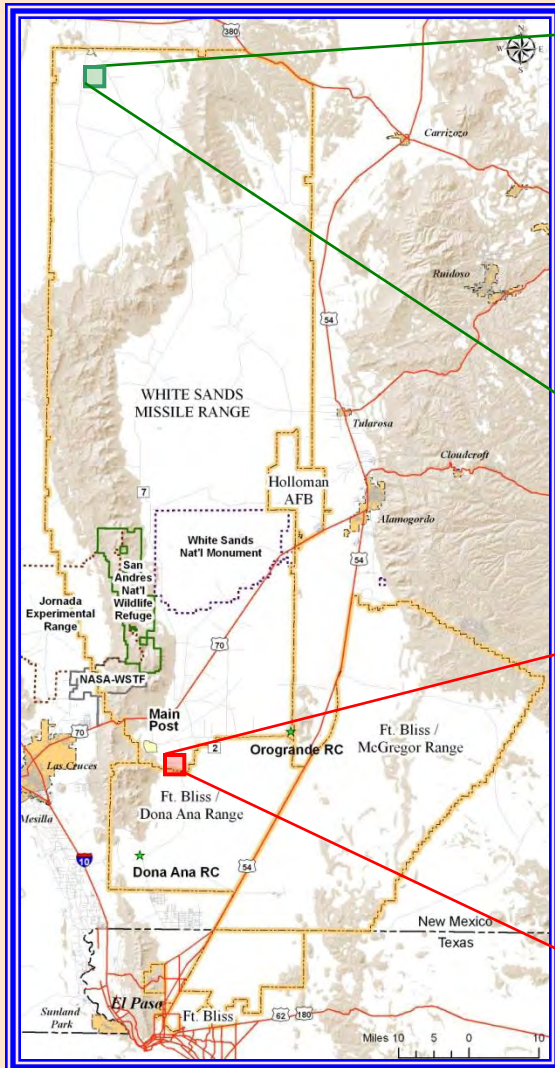 380
N
W E
S
Carrizozo
Ruidoso
54
WHITE SANDS
MISSILE RANGE
Tularosa
Cloudcroft
Holloman
AFB
Alamogordo
7
White Sands
Nat'l Monument
54
San
Andres
Nat'l
Wildlife
Refuge
Jornada
Experimental
Range
70
NASA-WSTF
Main
Post
70
2
Orogrande RC
Ft. Bliss /
McGregor Range
Las Cruces
Ft. Bliss /
Dona Ana Range
Mesilla
10
Dona Ana RC
54
New Mexico
Texas
El Paso
Sunland
Park
Ft. Bliss
62 180
Miles 10 5 0 10